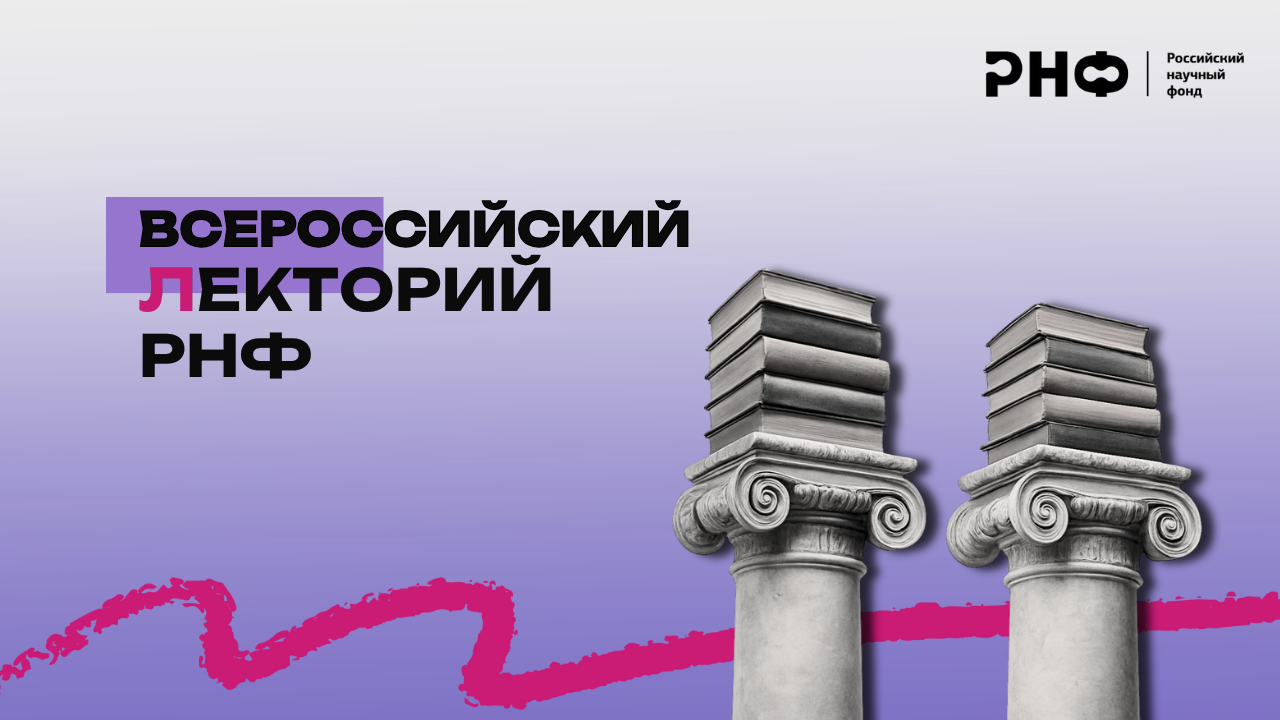 РНФ
Российский
научный
фонд
ВСЕРОССИЙСКИЙ
ЛЕКТОРИЙ
РНФ